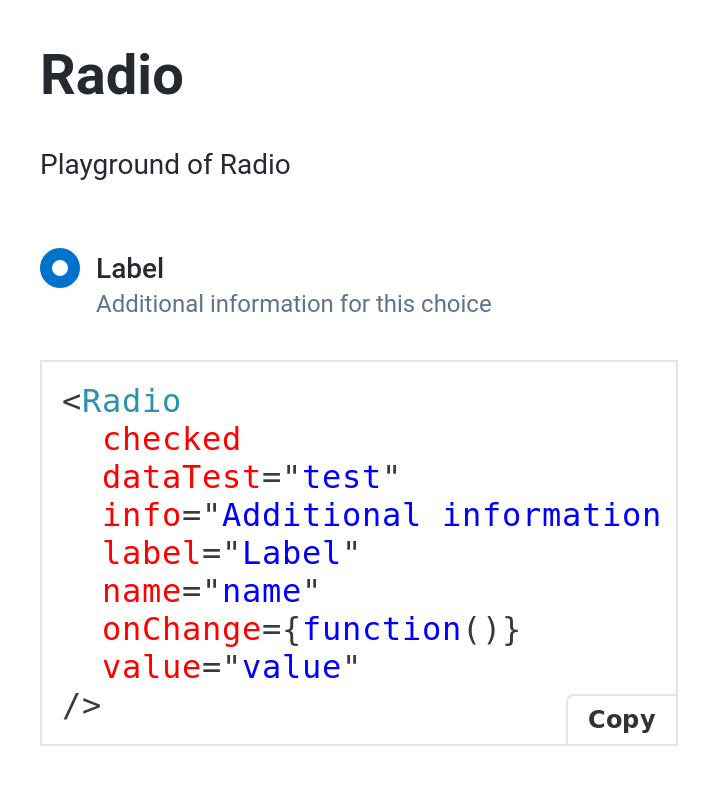 Radio
Playground of Radio
Label
Additional information for this choice
<Radio
  checked
  dataTest="test"
  info="Additional information
  label="Label"
  name="name"
  onChange={function()}
  value="value"
/>
Copy